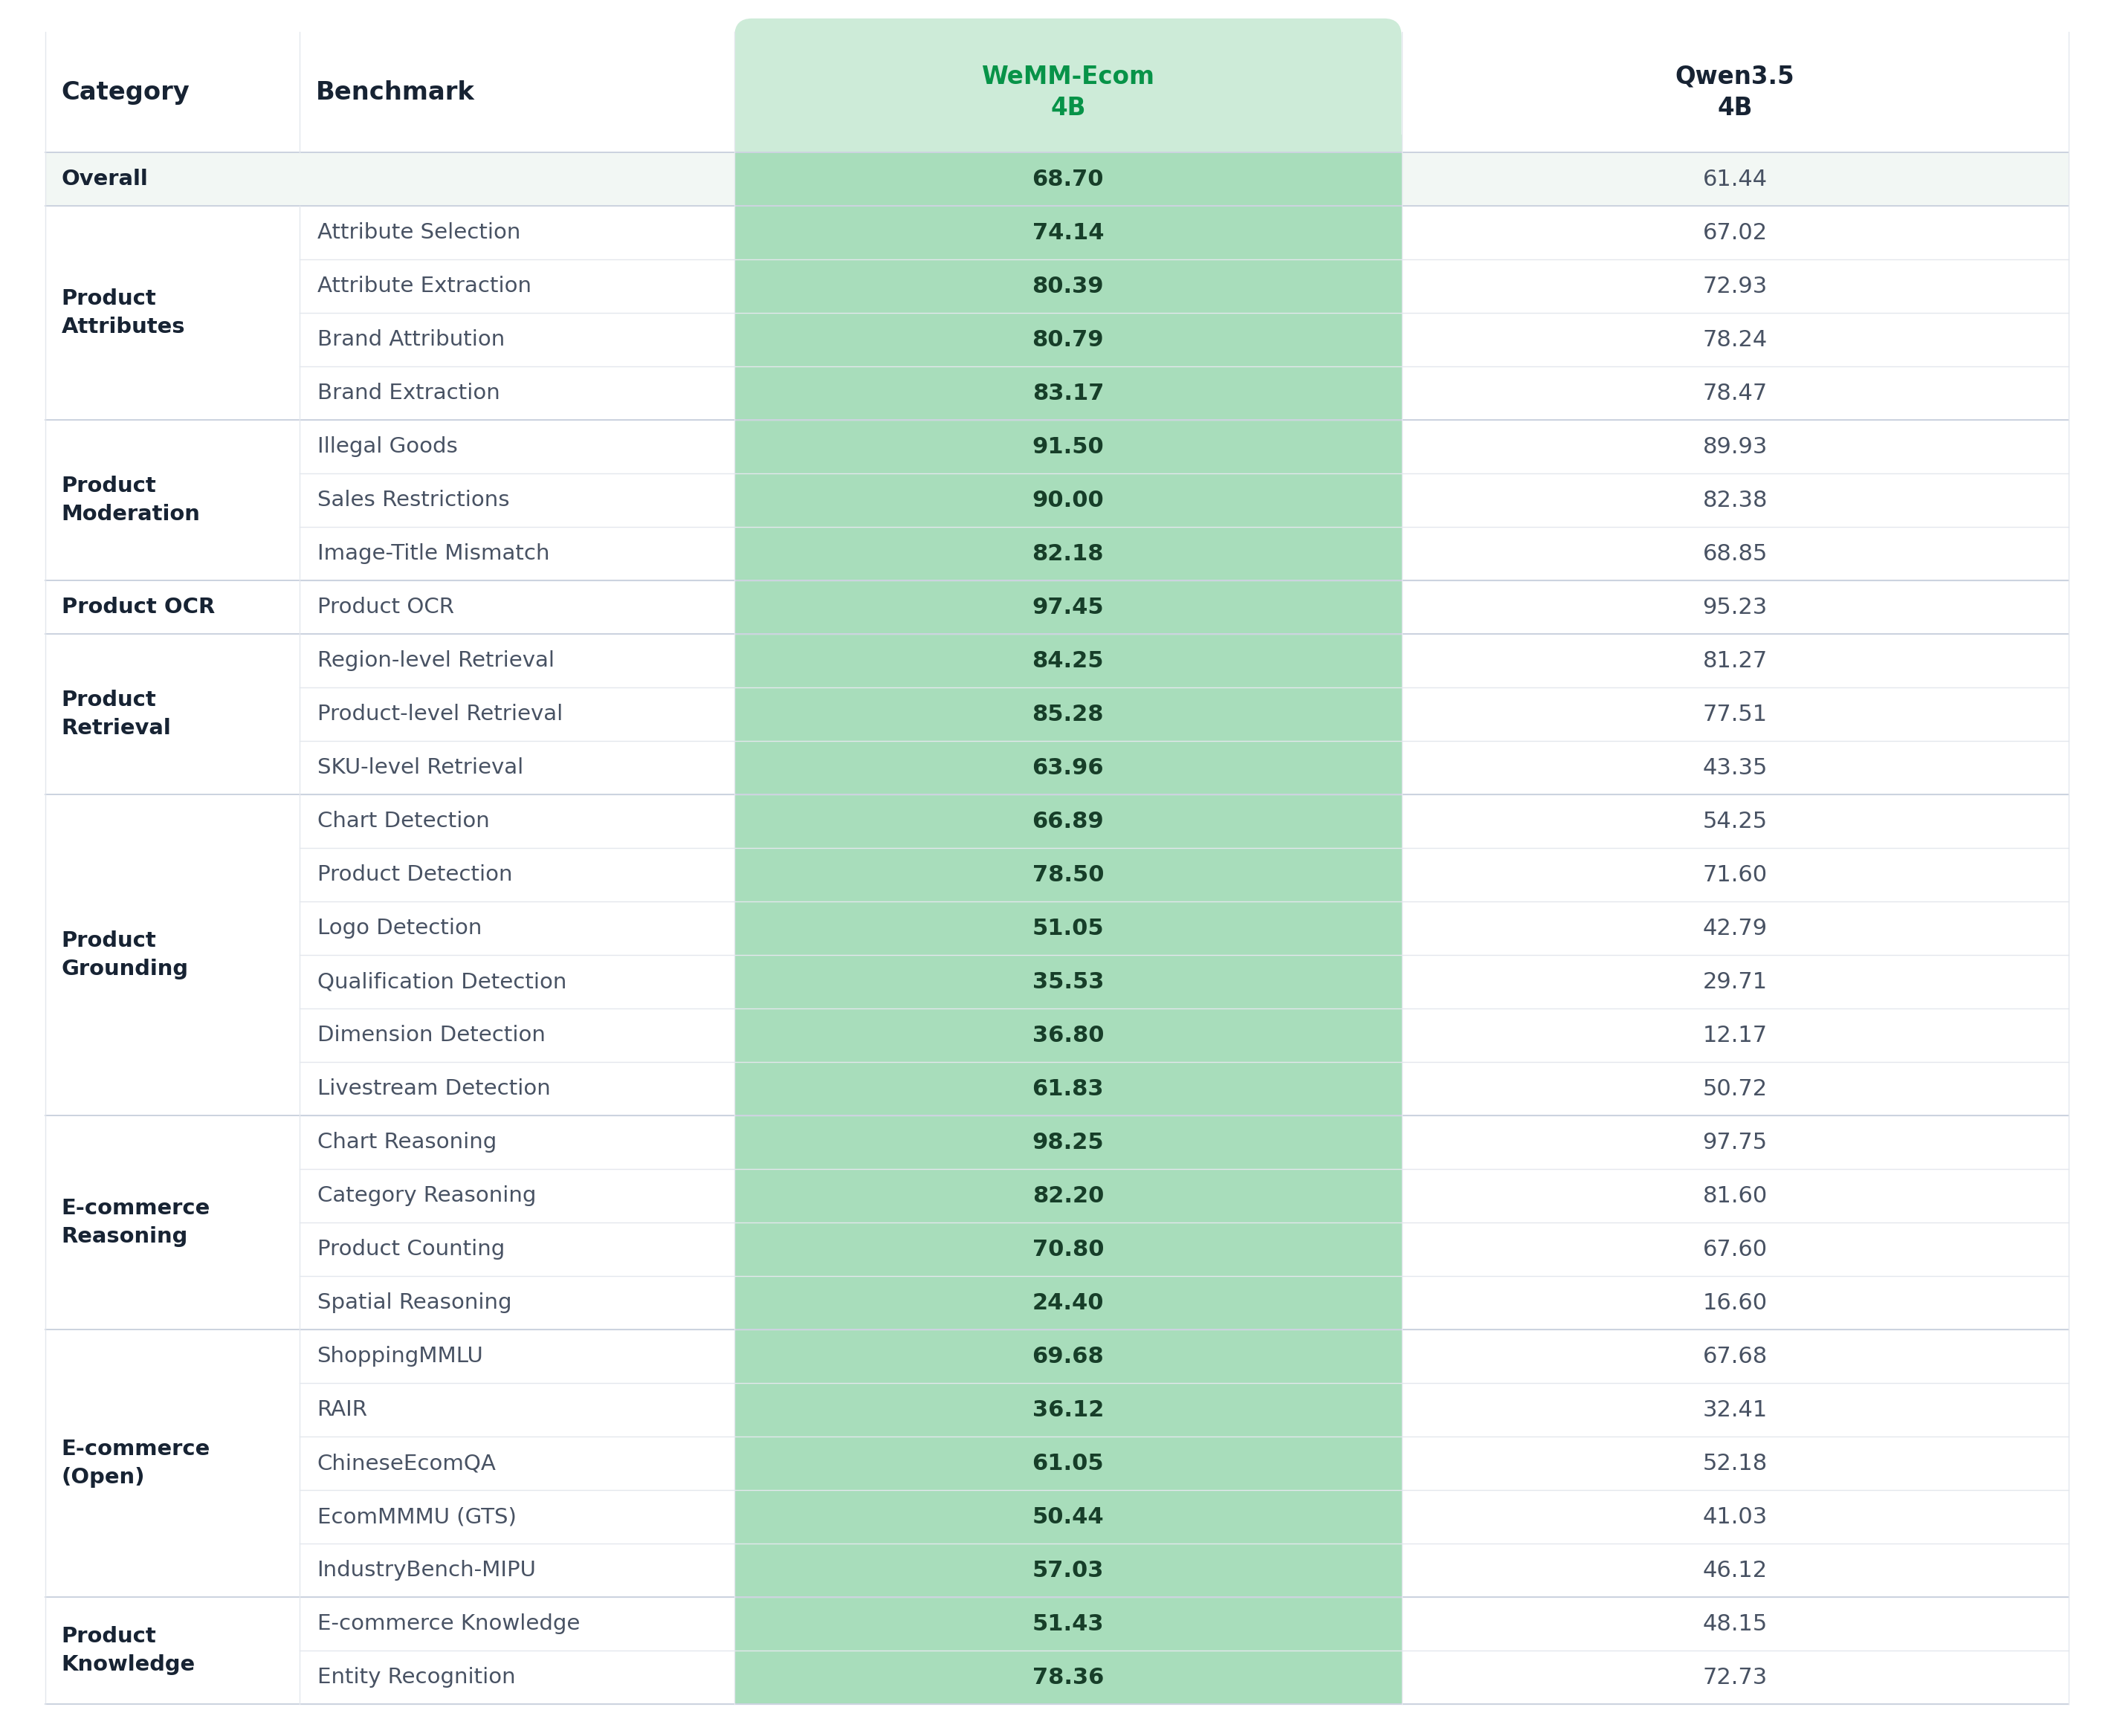 Category Benchmark WeMM-Ecom 4B Qwen3.5 4B
Overall 68.70 61.44
Product Attributes
Attribute Selection 74.14 67.02
Attribute Extraction 80.39 72.93
Brand Attribution 80.79 78.24
Brand Extraction 83.17 78.47
Product Moderation
Illegal Goods 91.50 89.93
Sales Restrictions 90.00 82.38
Image-Title Mismatch 82.18 68.85
Product OCR Product OCR 97.45 95.23
Product Retrieval
Region-level Retrieval 84.25 81.27
Product-level Retrieval 85.28 77.51
SKU-level Retrieval 63.96 43.35
Product Grounding
Chart Detection 66.89 54.25
Product Detection 78.50 71.60
Logo Detection 51.05 42.79
Qualification Detection 35.53 29.71
Dimension Detection 36.80 12.17
Livestream Detection 61.83 50.72
E-commerce Reasoning
Chart Reasoning 98.25 97.75
Category Reasoning 82.20 81.60
Product Counting 70.80 67.60
Spatial Reasoning 24.40 16.60
E-commerce (Open)
ShoppingMMLU 69.68 67.68
RAIR 36.12 32.41
ChineseEcomQA 61.05 52.18
EcomMMMU (GTS) 50.44 41.03
IndustryBench-MIPU 57.03 46.12
Product Knowledge
E-commerce Knowledge 51.43 48.15
Entity Recognition 78.36 72.73